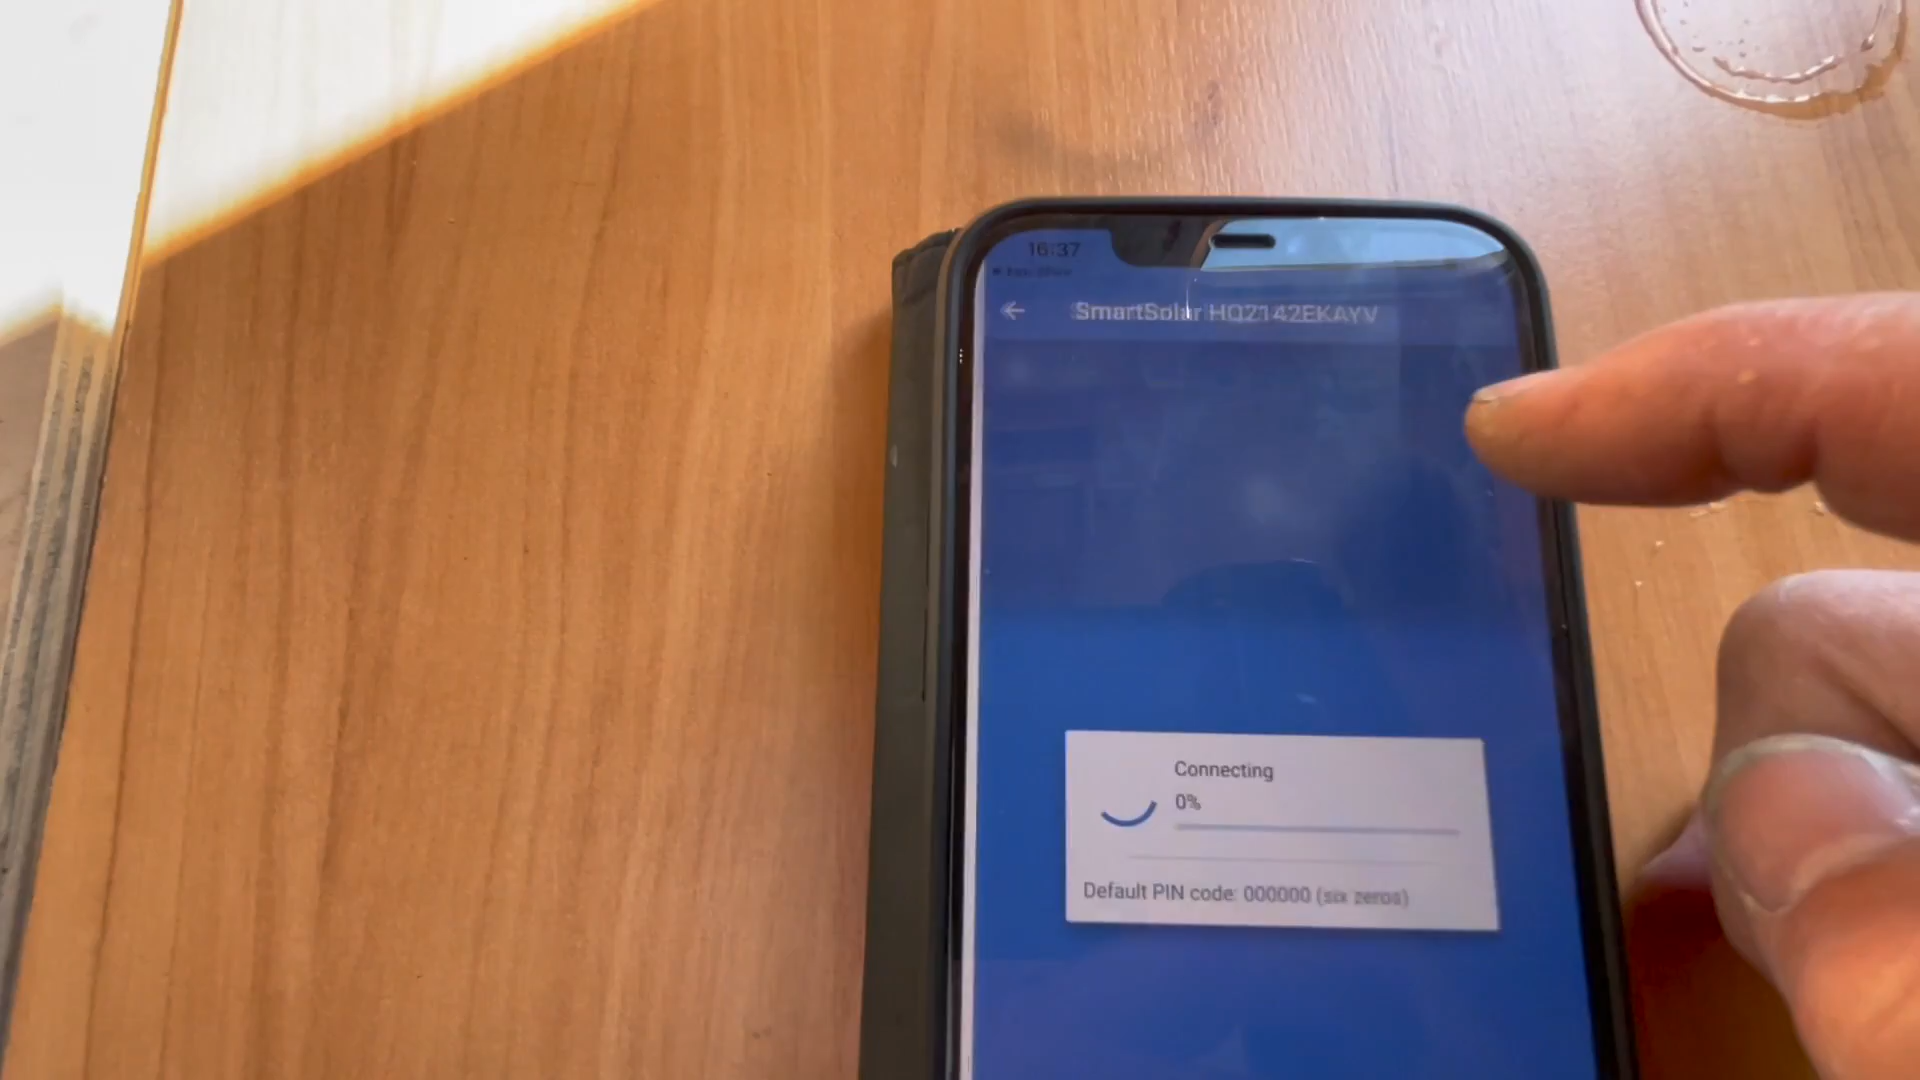 16:37
SmartSolar HQ2142EKAYV
Connecting
0%
Default PIN code: 000000 (six zeros)